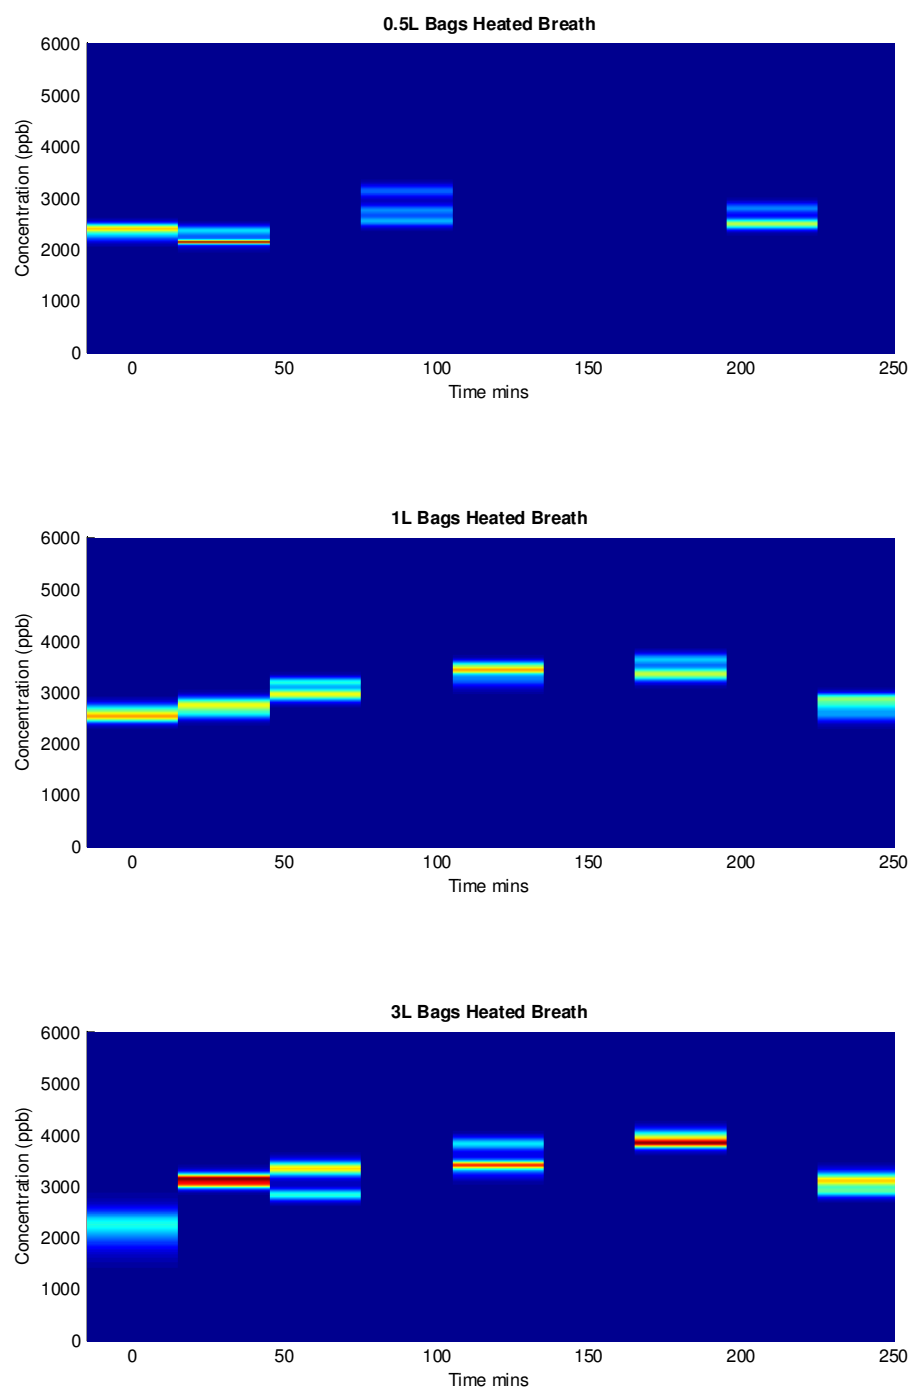 0.5L Bags Heated Breath
6000
5000
4000
3000
2000
1000
0
Concentration (ppb)
0 50 100 150 200 250
Time mins
1L Bags Heated Breath
6000
5000
4000
3000
2000
1000
0
Concentration (ppb)
0 50 100 150 200 250
Time mins
3L Bags Heated Breath
6000
5000
4000
3000
2000
1000
0
Concentration (ppb)
0 50 100 150 200 250
Time mins